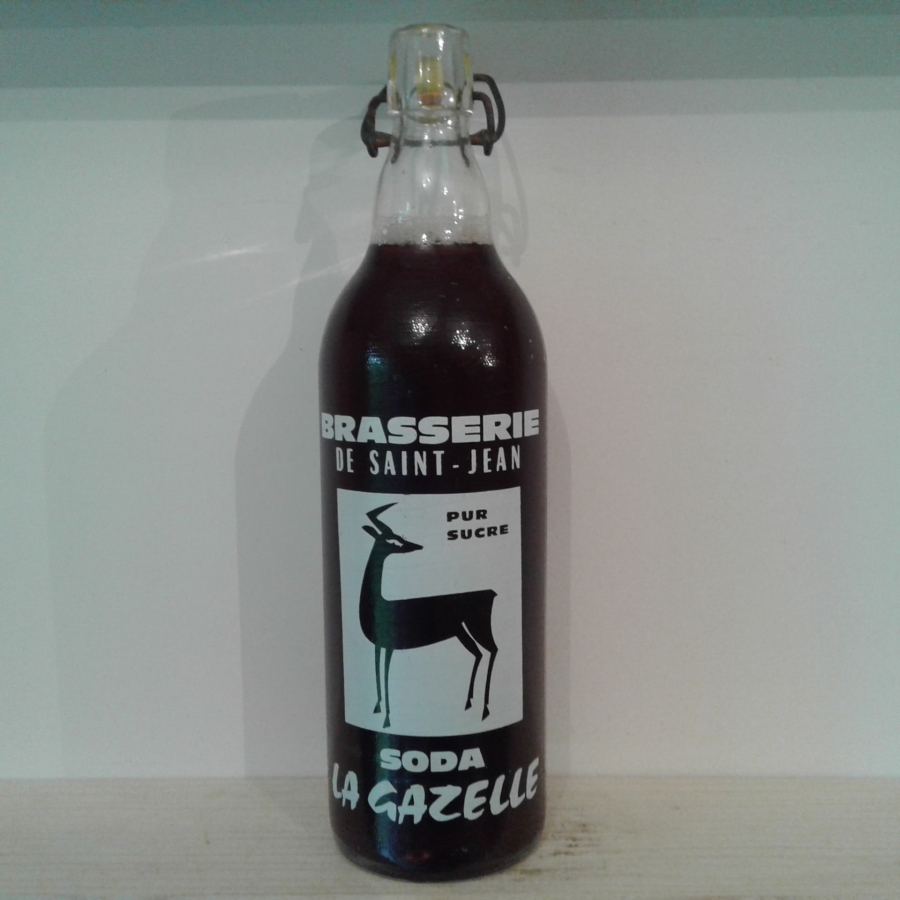 BRASSERIE
DE SAINT-JEAN
PUR
SUCRE
SODA
LA GAZELLE